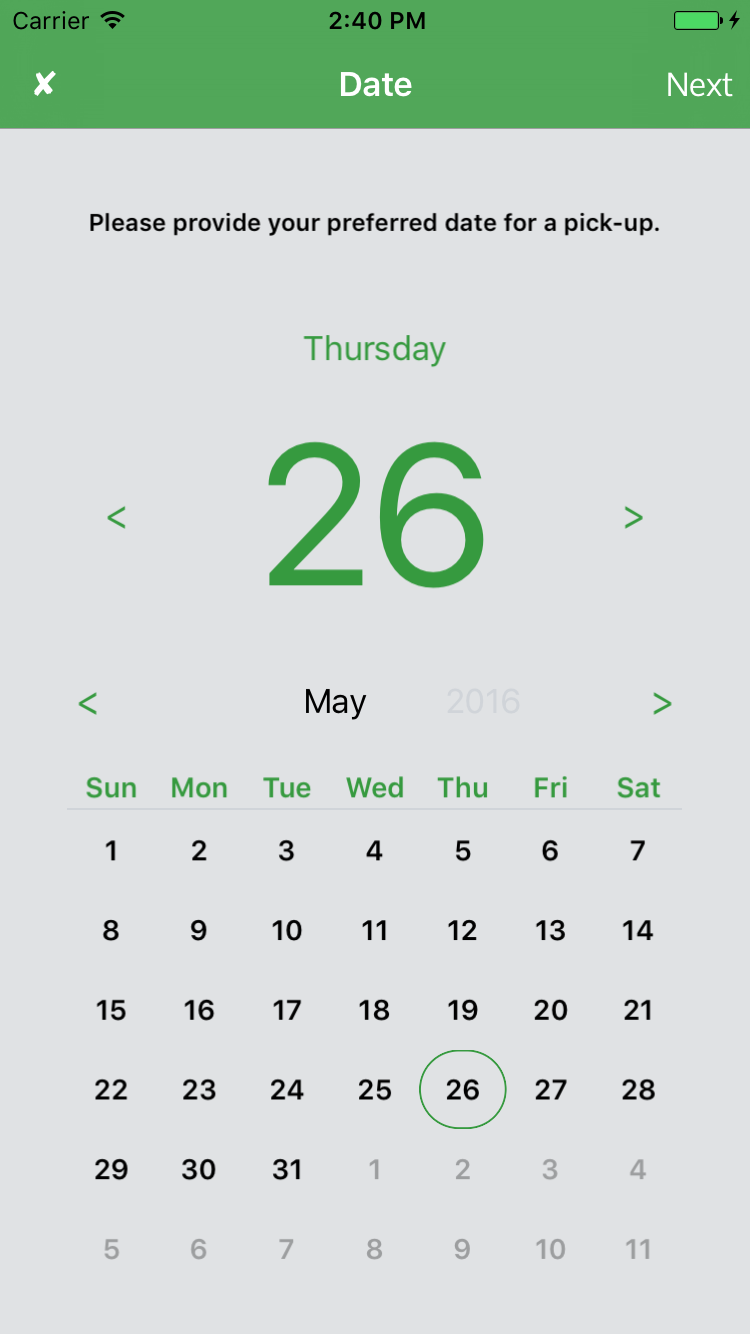 Carrier 2:40 PM
✘ Date Next
Please provide your preferred date for a pick-up.
Thursday
< 26 >
< May 2016 >
Sun Mon Tue Wed Thu Fri Sat
1 2 3 4 5 6 7
8 9 10 11 12 13 14
15 16 17 18 19 20 21
22 23 24 25 26 27 28
29 30 31 1 2 3 4
5 6 7 8 9 10 11